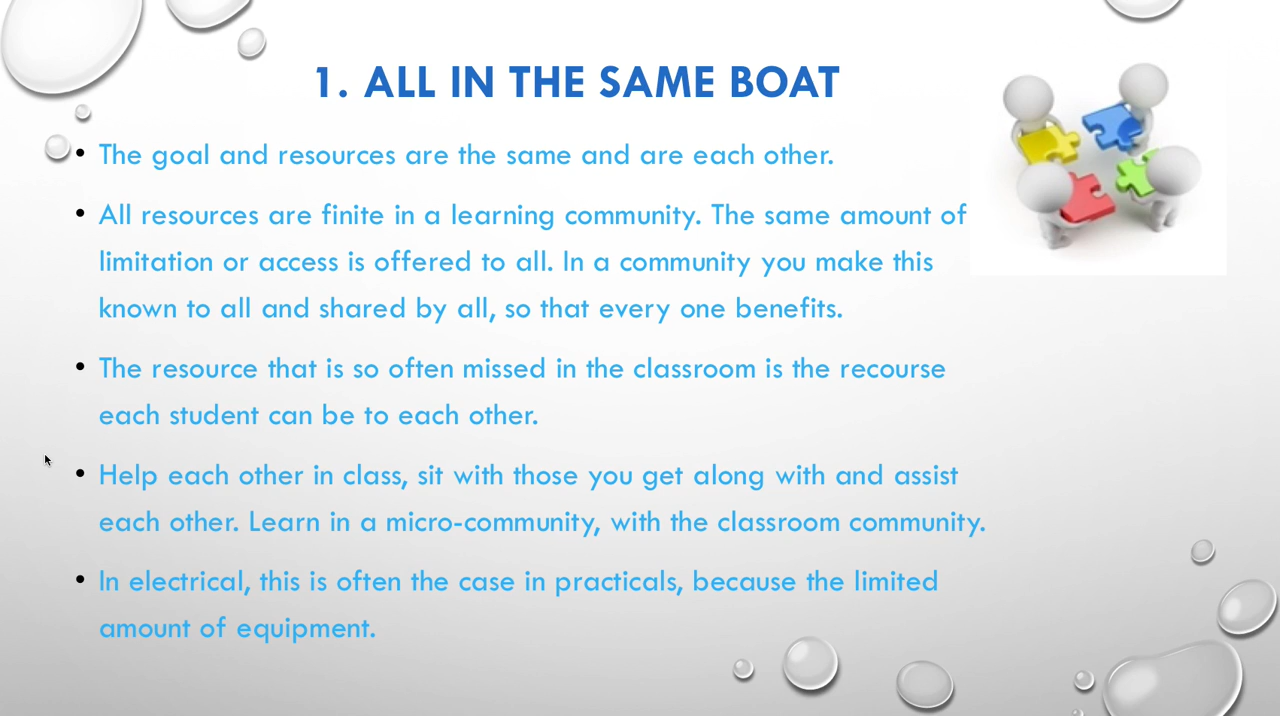 1. ALL IN THE SAME BOAT
• The goal and resources are the same and are each other.
• All resources are finite in a learning community. The same amount of
limitation or access is offered to all. In a community you make this
known to all and shared by all, so that every one benefits.
• The resource that is so often missed in the classroom is the recourse
each student can be to each other.
• Help each other in class, sit with those you get along with and assist
each other. Learn in a micro-community, with the classroom community.
• In electrical, this is often the case in practicals, because the limited
amount of equipment.